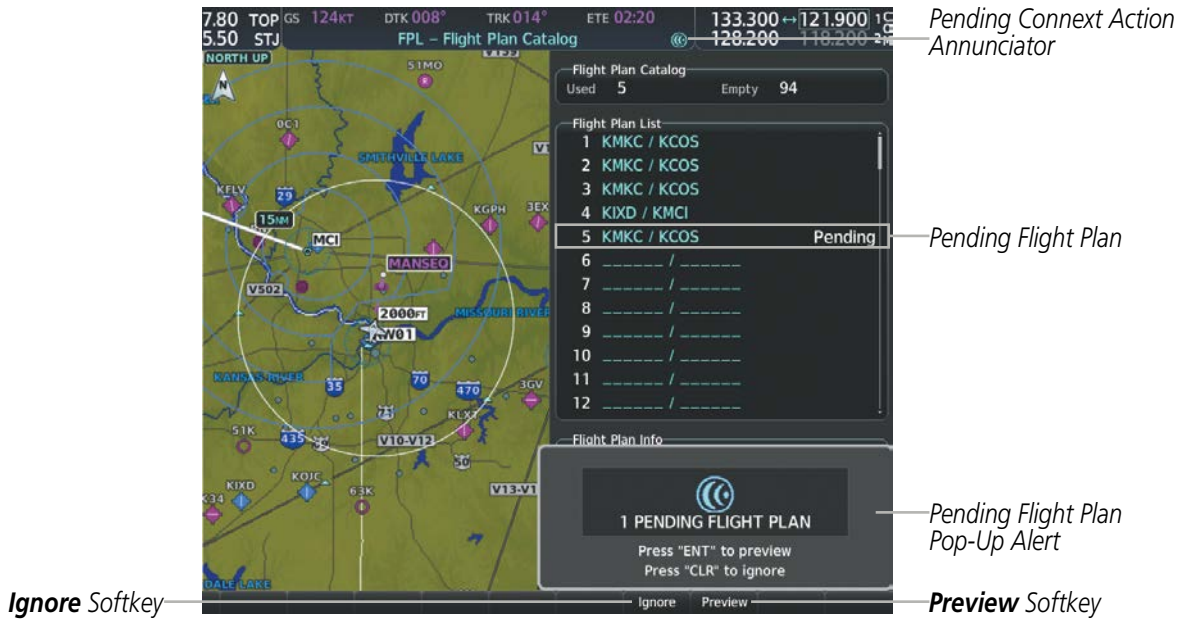 7.80 TOP GS 124KT DTK 008° TRK 014° ETE 02:20 133.300 ↔ 121.900
5.50 STJ FPL – Flight Plan Catalog 128.200 118.200
Pending Connext Action
Annunciator
NORTH UP
N
51MO
0C1
SMITHVILLE LAKE
KFLV
29
15NM
MCI
KGPH
3EX
MANSEQ
V502
2000FT
MISSOURI RIVER
KANSAS RIVER
35
70
470
3GV
KLXT
51K
435
V10-V12
50
KIXD
KOJC
63K
K34
V13-V1
DALE LAKE
Flight Plan Catalog
Used 5 Empty 94
Flight Plan List
1 KMKC / KCOS
2 KMKC / KCOS
3 KMKC / KCOS
4 KIXD / KMCI
5 KMKC / KCOS Pending
6 ______ / ______
7 ______ / ______
8 ______ / ______
9 ______ / ______
10 ______ / ______
11 ______ / ______
12 ______ / ______
Pending Flight Plan
Flight Plan Info
1 PENDING FLIGHT PLAN
Press "ENT" to preview
Press "CLR" to ignore
Pending Flight Plan
Pop-Up Alert
Ignore Softkey
Ignore Preview
Preview Softkey